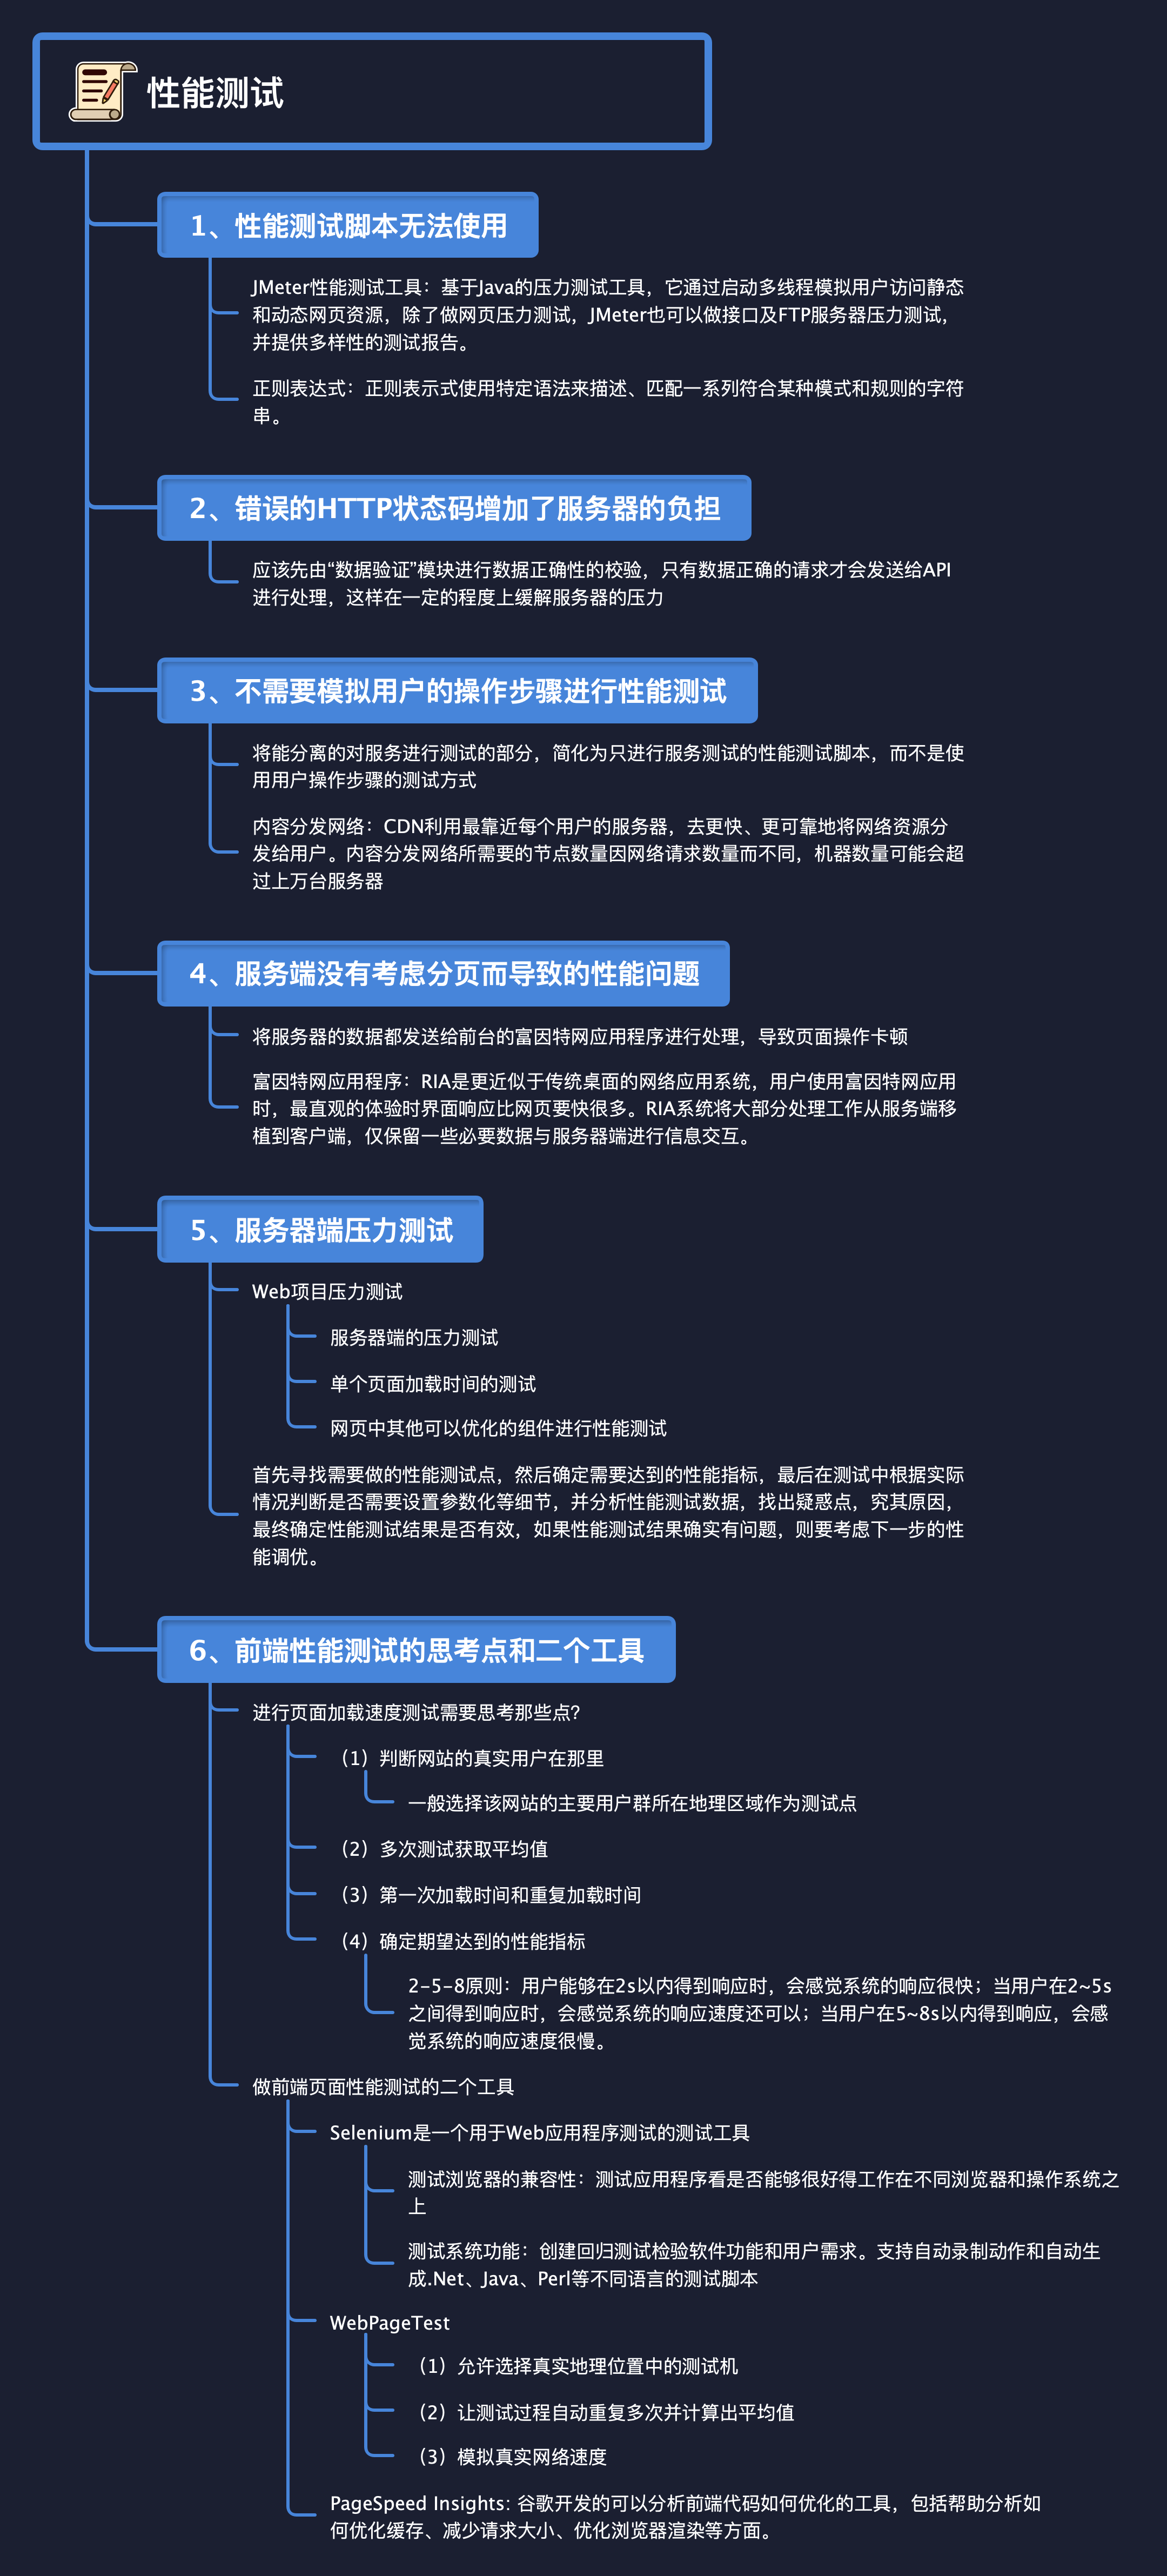 性能测试
1、性能测试脚本无法使用
JMeter性能测试工具：基于Java的压力测试工具，它通过启动多线程模拟用户访问静态
和动态网页资源，除了做网页压力测试，JMeter也可以做接口及FTP服务器压力测试，
并提供多样性的测试报告。
正则表达式：正则表示式使用特定语法来描述、匹配一系列符合某种模式和规则的字符
串。
2、错误的HTTP状态码增加了服务器的负担
应该先由“数据验证”模块进行数据正确性的校验，只有数据正确的请求才会发送给API
进行处理，这样在一定的程度上缓解服务器的压力
3、不需要模拟用户的操作步骤进行性能测试
将能分离的对服务进行测试的部分，简化为只进行服务测试的性能测试脚本，而不是使
用用户操作步骤的测试方式
内容分发网络：CDN利用最靠近每个用户的服务器，去更快、更可靠地将网络资源分
发给用户。内容分发网络所需要的节点数量因网络请求数量而不同，机器数量可能会超
过上万台服务器
4、服务端没有考虑分页而导致的性能问题
将服务器的数据都发送给前台的富因特网应用程序进行处理，导致页面操作卡顿
富因特网应用程序：RIA是更近似于传统桌面的网络应用系统，用户使用富因特网应用
时，最直观的体验时界面响应比网页要快很多。RIA系统将大部分处理工作从服务端移
植到客户端，仅保留一些必要数据与服务器端进行信息交互。
5、服务器端压力测试
Web项目压力测试
服务器端的压力测试
单个页面加载时间的测试
网页中其他可以优化的组件进行性能测试
首先寻找需要做的性能测试点，然后确定需要达到的性能指标，最后在测试中根据实际
情况判断是否需要设置参数化等细节，并分析性能测试数据，找出疑惑点，究其原因，
最终确定性能测试结果是否有效，如果性能测试结果确实有问题，则要考虑下一步的性
能调优。
6、前端性能测试的思考点和二个工具
进行页面加载速度测试需要思考那些点？
（1）判断网站的真实用户在那里
一般选择该网站的主要用户群所在地理区域作为测试点
（2）多次测试获取平均值
（3）第一次加载时间和重复加载时间
（4）确定期望达到的性能指标
2-5-8原则：用户能够在2s以内得到响应时，会感觉系统的响应很快；当用户在2~5s
之间得到响应时，会感觉系统的响应速度还可以；当用户在5~8s以内得到响应，会感
觉系统的响应速度很慢。
做前端页面性能测试的二个工具
Selenium是一个用于Web应用程序测试的测试工具
测试浏览器的兼容性：测试应用程序看是否能够很好得工作在不同浏览器和操作系统之
上
测试系统功能：创建回归测试检验软件功能和用户需求。支持自动录制动作和自动生
成.Net、Java、Perl等不同语言的测试脚本
WebPageTest
（1）允许选择真实地理位置中的测试机
（2）让测试过程自动重复多次并计算出平均值
（3）模拟真实网络速度
PageSpeed Insights: 谷歌开发的可以分析前端代码如何优化的工具，包括帮助分析如
何优化缓存、减少请求大小、优化浏览器渲染等方面。